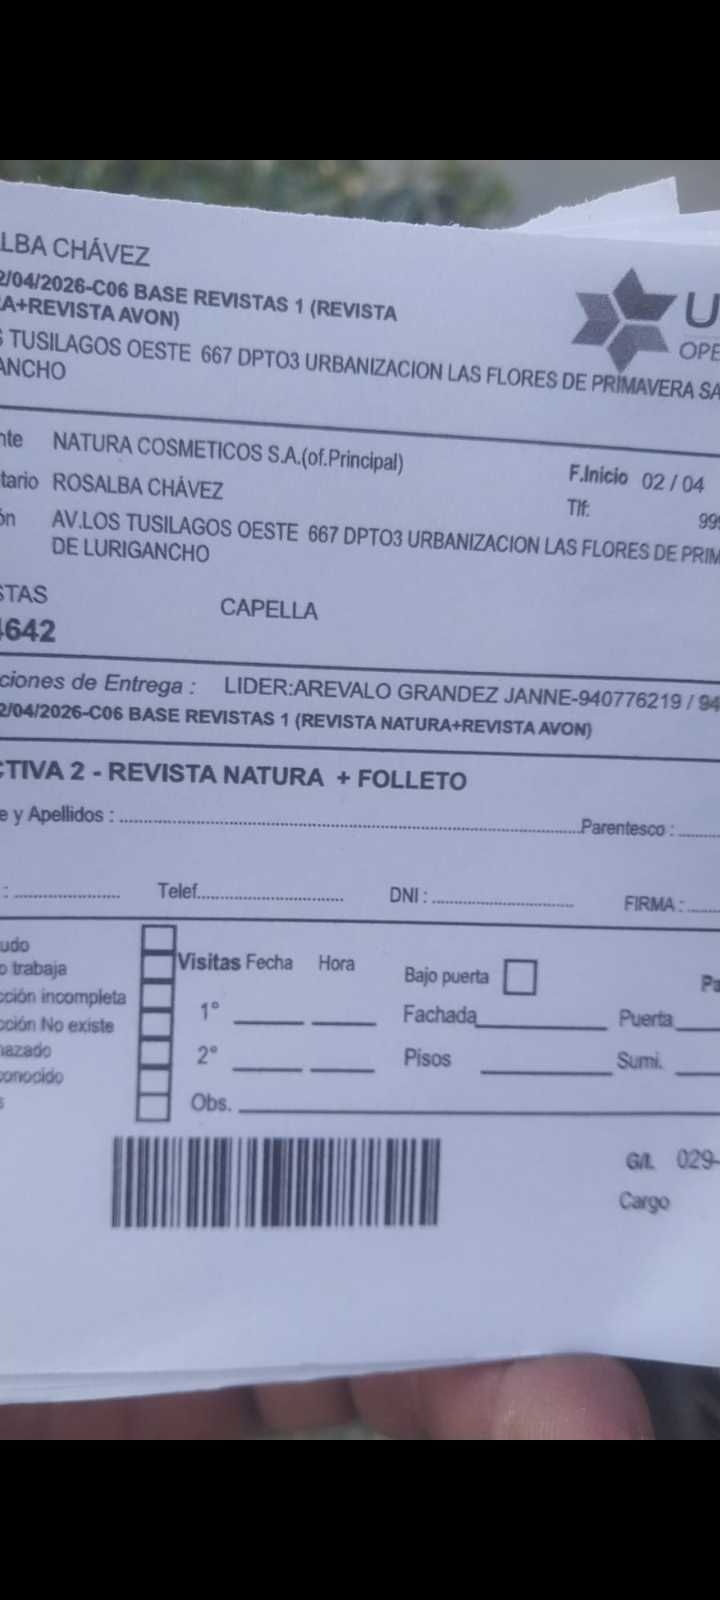 LBA CHÁVEZ
2/04/2026-C06 BASE REVISTAS 1 (REVISTA
A+REVISTA AVON)
S TUSILAGOS OESTE 667 DPTO3 URBANIZACION LAS FLORES DE PRIMAVERA SA
ANCHO
U
OPE
nte NATURA COSMETICOS S.A.(of.Principal)
F.Inicio 02 / 04
tario ROSALBA CHÁVEZ
Tlf: 999
ón AV.LOS TUSILAGOS OESTE 667 DPTO3 URBANIZACION LAS FLORES DE PRIM
DE LURIGANCHO
STAS CAPELLA
4642
ciones de Entrega : LIDER:AREVALO GRANDEZ JANNE-940776219 / 94
2/04/2026-C06 BASE REVISTAS 1 (REVISTA NATURA+REVISTA AVON)
CTIVA 2 - REVISTA NATURA + FOLLETO
e y Apellidos : Parentesco :
: Telef. DNI : FIRMA :
udo
o trabaja
cción incompleta
cción No existe
hazado
conocido
s
Visitas Fecha Hora
1°
2°
Obs.
Bajo puerta
Fachada Puerta
Pisos Sumi.
Pa
G/I. 029-
Cargo